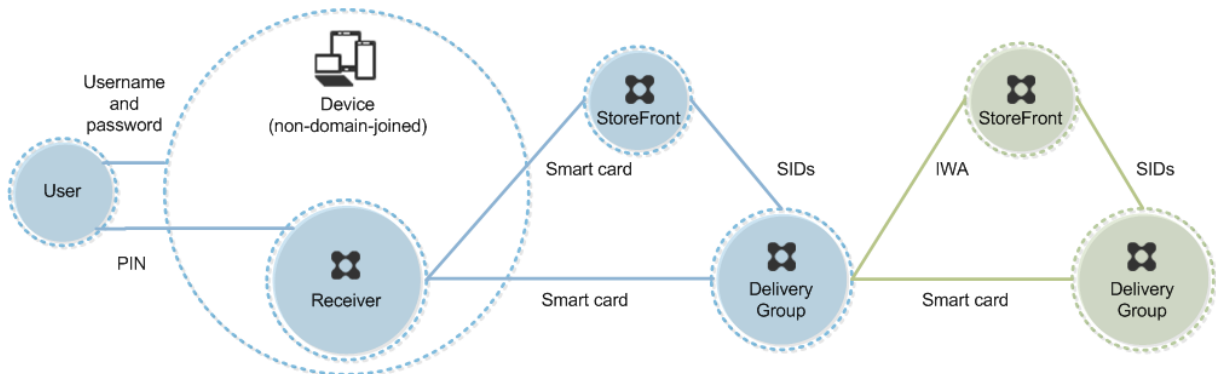 Username
and
password
User
PIN
Device
(non-domain-joined)
Receiver
Smart card
Smart card
StoreFront
SIDs
Delivery
Group
IWA
Smart card
StoreFront
SIDs
Delivery
Group